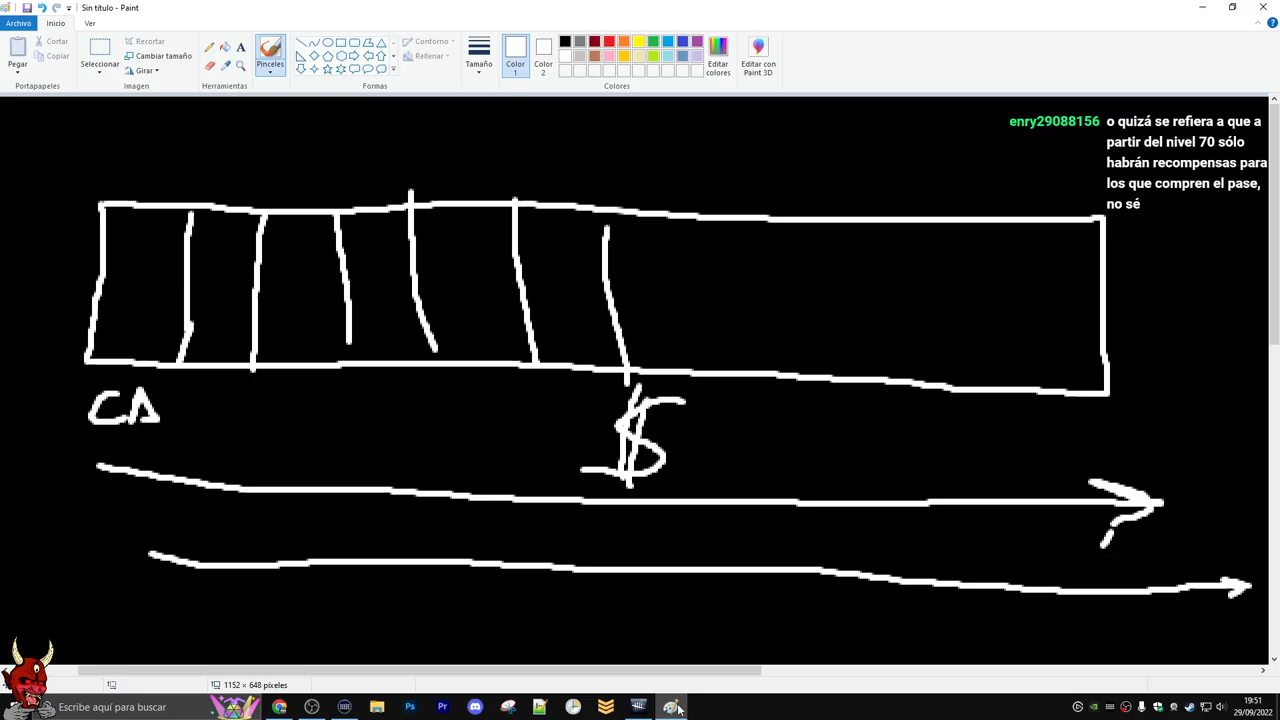 Sin título - Paint
Archivo Inicio Ver
Pegar
Cortar
Copiar
Portapapeles
Seleccionar
Recortar
Cambiar tamaño
Girar
Imagen
A
Herramientas
Pinceles
Contorno
Rellenar
Formas
Tamaño
Color 1
Color 2
Editar colores
Colores
Editar con Paint 3D
enry29088156 o quizá se refiera a que a
partir del nivel 70 sólo
habrán recompensas para
los que compren el pase,
no sé
CA
$
1152 × 648 píxeles
Escribe aquí para buscar
Ps
Pr
19:51
29/09/2022